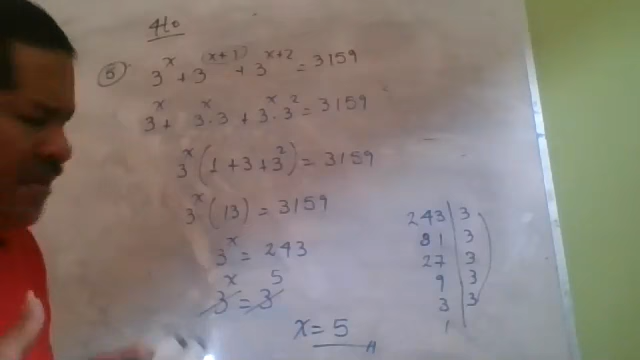 4to
5) 3^x + 3^(x+1) + 3^(x+2) = 3159
3^x + 3^x . 3 + 3^x . 3^2 = 3159
3^x (1 + 3 + 3^2) = 3159
3^x (13) = 3159
3^x = 243
3^x = 3^5
x = 5
243 | 3
81 | 3
27 | 3
9 | 3
3 | 3
1